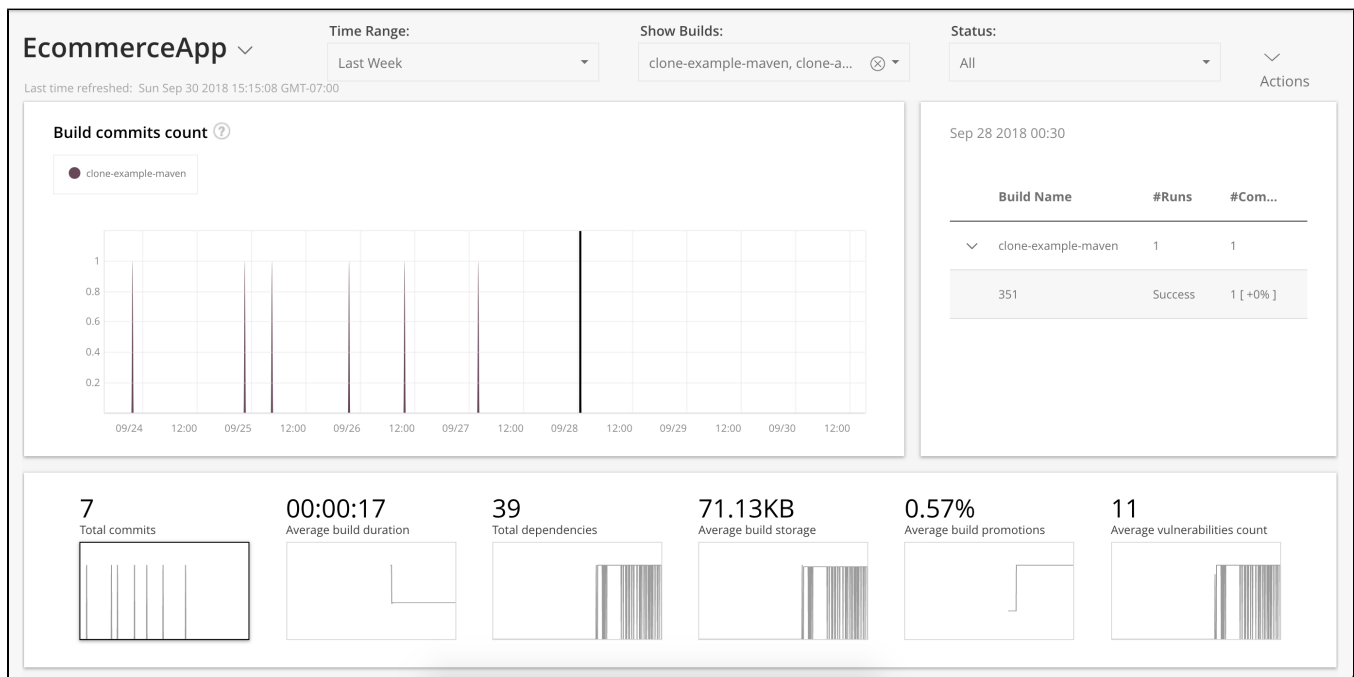 EcommerceApp
Time Range:
Last Week
Show Builds:
clone-example-maven, clone-a...
Status:
All
Actions
Last time refreshed: Sun Sep 30 2018 15:15:08 GMT-07:00
Build commits count ?
clone-example-maven
1
0.8
0.6
0.4
0.2
09/24 12:00 09/25 12:00 09/26 12:00 09/27 12:00 09/28 12:00 09/29 12:00 09/30 12:00
Sep 28 2018 00:30
Build Name #Runs #Com...
clone-example-maven 1 1
351 Success 1 [ +0% ]
7
Total commits
00:00:17
Average build duration
39
Total dependencies
71.13KB
Average build storage
0.57%
Average build promotions
11
Average vulnerabilities count